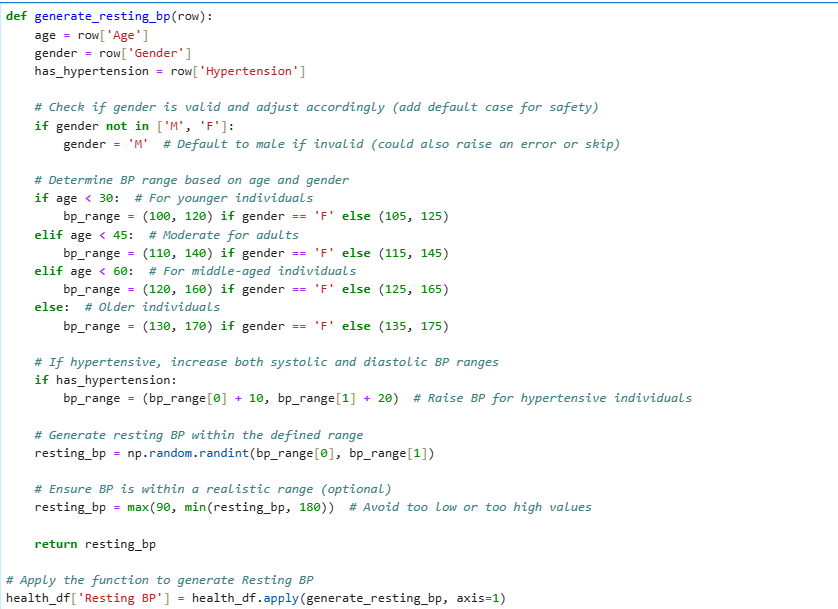 def generate_resting_bp(row):
    age = row['Age']
    gender = row['Gender']
    has_hypertension = row['Hypertension']

    # Check if gender is valid and adjust accordingly (add default case for safety)
    if gender not in ['M', 'F']:
        gender = 'M'  # Default to male if invalid (could also raise an error or skip)

    # Determine BP range based on age and gender
    if age < 30:  # For younger individuals
        bp_range = (100, 120) if gender == 'F' else (105, 125)
    elif age < 45:  # Moderate for adults
        bp_range = (110, 140) if gender == 'F' else (115, 145)
    elif age < 60:  # For middle-aged individuals
        bp_range = (120, 160) if gender == 'F' else (125, 165)
    else:  # Older individuals
        bp_range = (130, 170) if gender == 'F' else (135, 175)

    # If hypertensive, increase both systolic and diastolic BP ranges
    if has_hypertension:
        bp_range = (bp_range[0] + 10, bp_range[1] + 20)  # Raise BP for hypertensive individuals

    # Generate resting BP within the defined range
    resting_bp = np.random.randint(bp_range[0], bp_range[1])

    # Ensure BP is within a realistic range (optional)
    resting_bp = max(90, min(resting_bp, 180))  # Avoid too low or too high values

    return resting_bp

# Apply the function to generate Resting BP
health_df['Resting BP'] = health_df.apply(generate_resting_bp, axis=1)